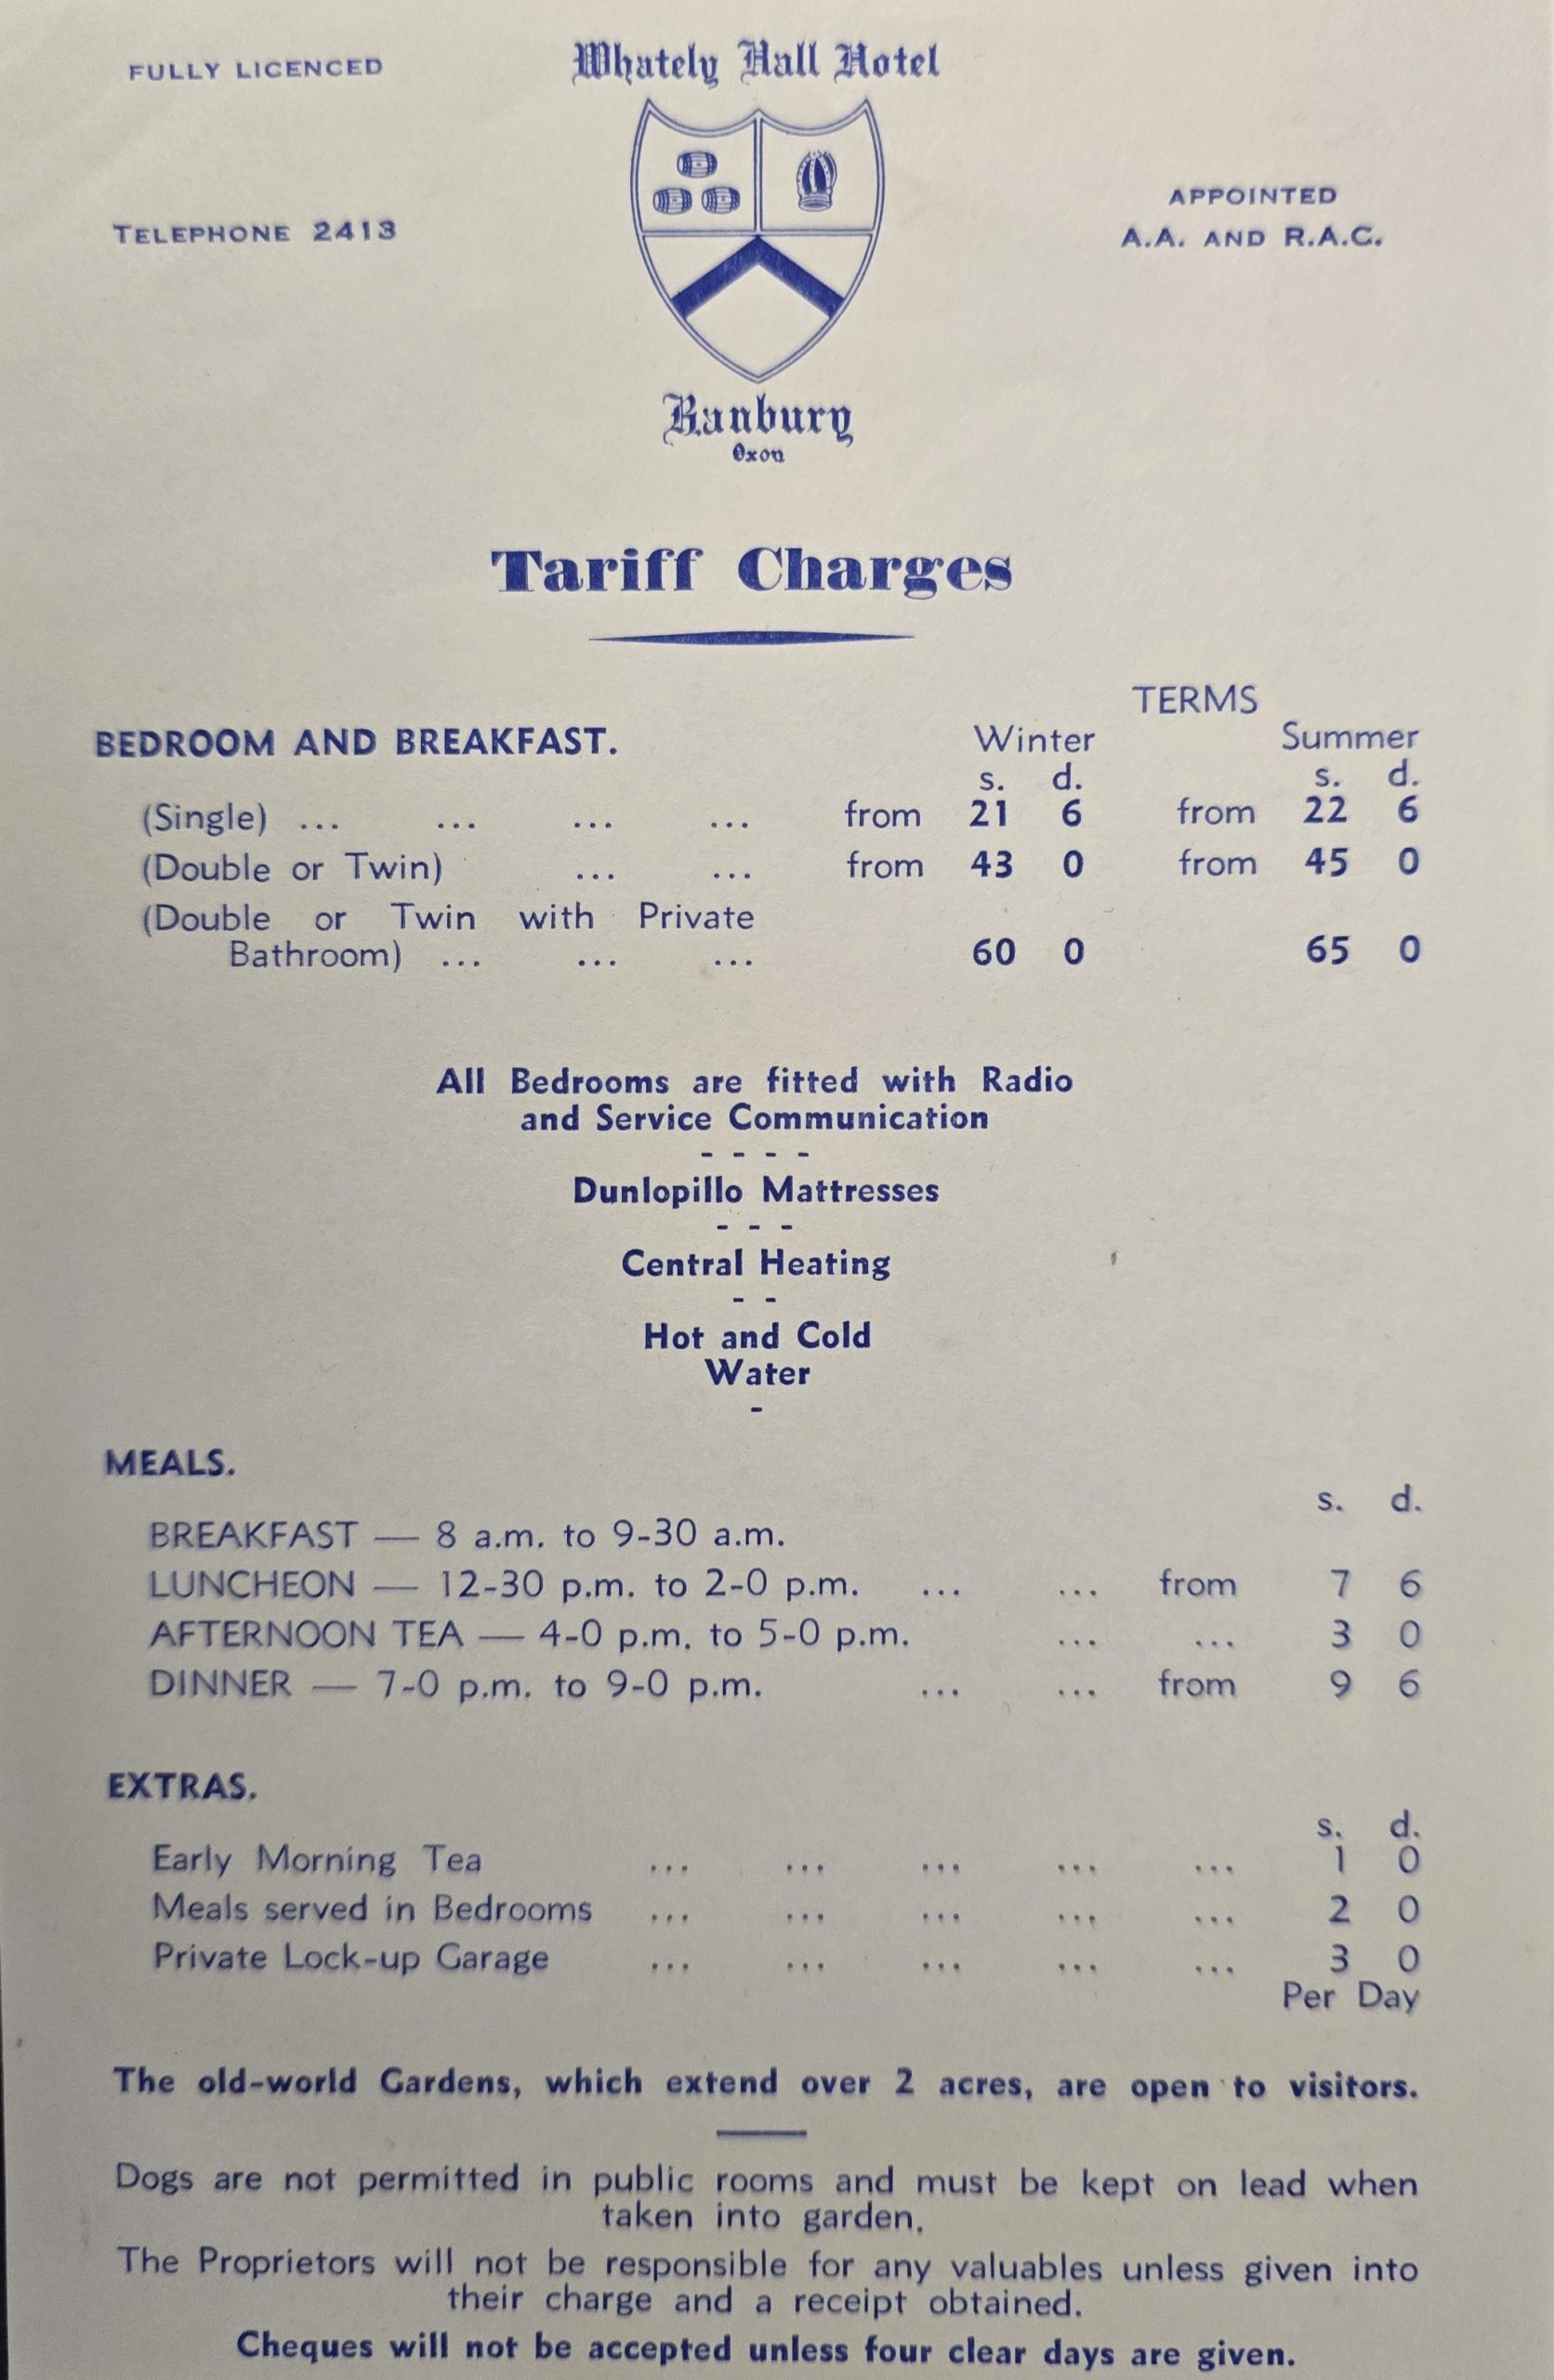 FULLY LICENCED
Whately Hall Hotel
TELEPHONE 2413
APPOINTED
A.A. AND R.A.C.
Banbury
Oxon
Tariff Charges
TERMS
BEDROOM AND BREAKFAST. Winter Summer
s. d. s. d.
(Single) ... ... ... ... from 21 6 from 22 6
(Double or Twin) ... ... from 43 0 from 45 0
(Double or Twin with Private
Bathroom) ... ... ... 60 0 65 0
All Bedrooms are fitted with Radio
and Service Communication
- - - -
Dunlopillo Mattresses
- - -
Central Heating
- -
Hot and Cold
Water
-
MEALS.
s. d.
BREAKFAST — 8 a.m. to 9-30 a.m.
LUNCHEON — 12-30 p.m. to 2-0 p.m. ... ... from 7 6
AFTERNOON TEA — 4-0 p.m. to 5-0 p.m. ... ... 3 0
DINNER — 7-0 p.m. to 9-0 p.m. ... ... from 9 6
EXTRAS.
s. d.
Early Morning Tea ... ... ... ... ... 1 0
Meals served in Bedrooms ... ... ... ... ... 2 0
Private Lock-up Garage ... ... ... ... ... 3 0
Per Day
The old-world Gardens, which extend over 2 acres, are open to visitors.
Dogs are not permitted in public rooms and must be kept on lead when
taken into garden.
The Proprietors will not be responsible for any valuables unless given into
their charge and a receipt obtained.
Cheques will not be accepted unless four clear days are given.